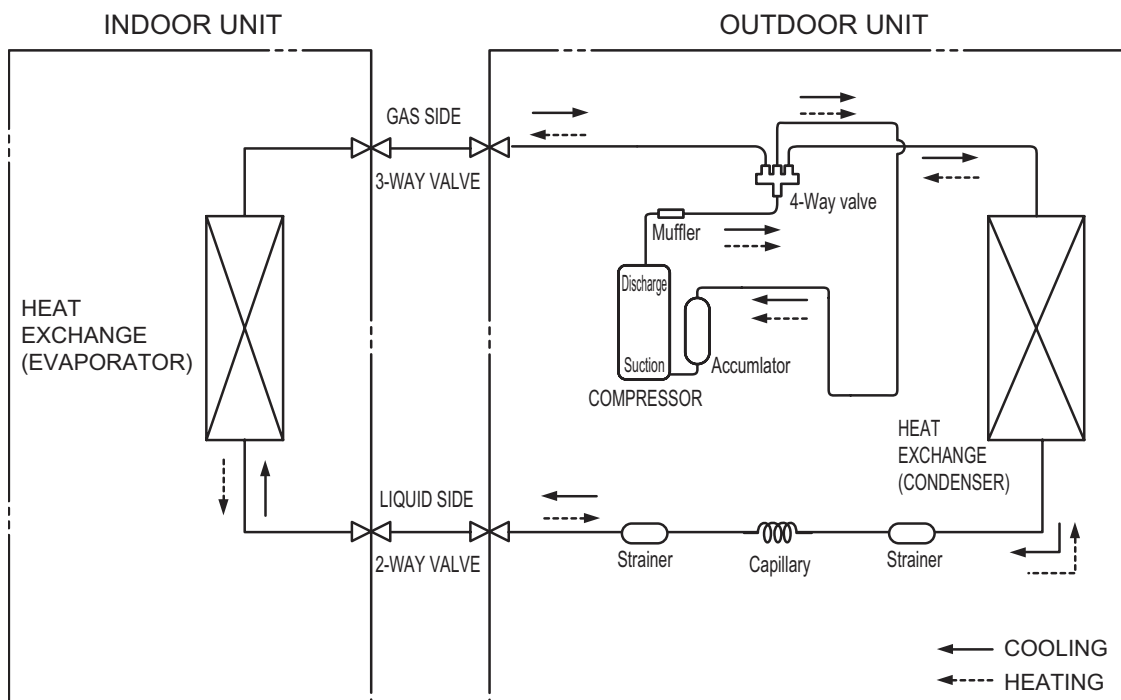 INDOOR UNIT
OUTDOOR UNIT
GAS SIDE
3-WAY VALVE
4-Way valve
Muffler
Discharge
Suction
Accumlator
COMPRESSOR
HEAT
EXCHANGE
(EVAPORATOR)
HEAT
EXCHANGE
(CONDENSER)
LIQUID SIDE
2-WAY VALVE
Strainer
Capillary
Strainer
COOLING
HEATING